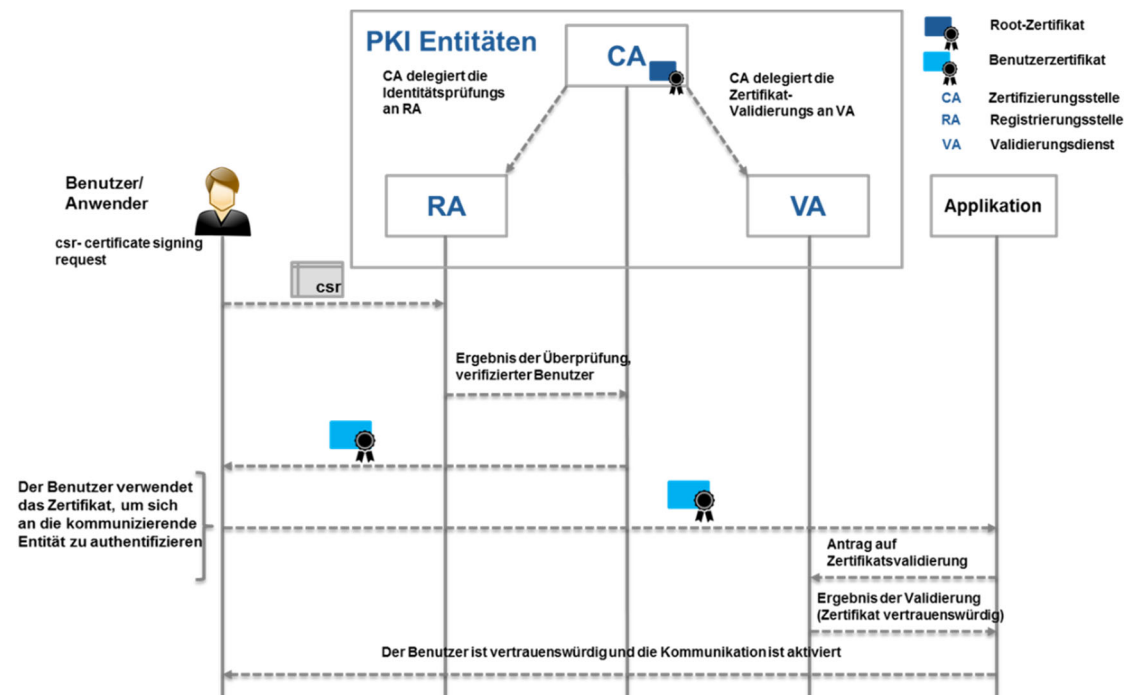 PKI Entitäten
CA
CA delegiert die
Identitätsprüfungs
an RA
CA delegiert die
Zertifikat-
Validierungs an VA
Root-Zertifikat
Benutzerzertifikat
CA Zertifizierungsstelle
RA Registrierungsstelle
VA Validierungsdienst
Benutzer/
Anwender
RA
VA
Applikation
csr- certificate signing
request
csr
Ergebnis der Überprüfung,
verifizierter Benutzer
Der Benutzer verwendet
das Zertifikat, um sich
an die kommunizierende
Entität zu authentifizieren
Antrag auf
Zertifikatsvalidierung
Ergebnis der Validierung
(Zertifikat vertrauenswürdig)
Der Benutzer ist vertrauenswürdig und die Kommunikation ist aktiviert